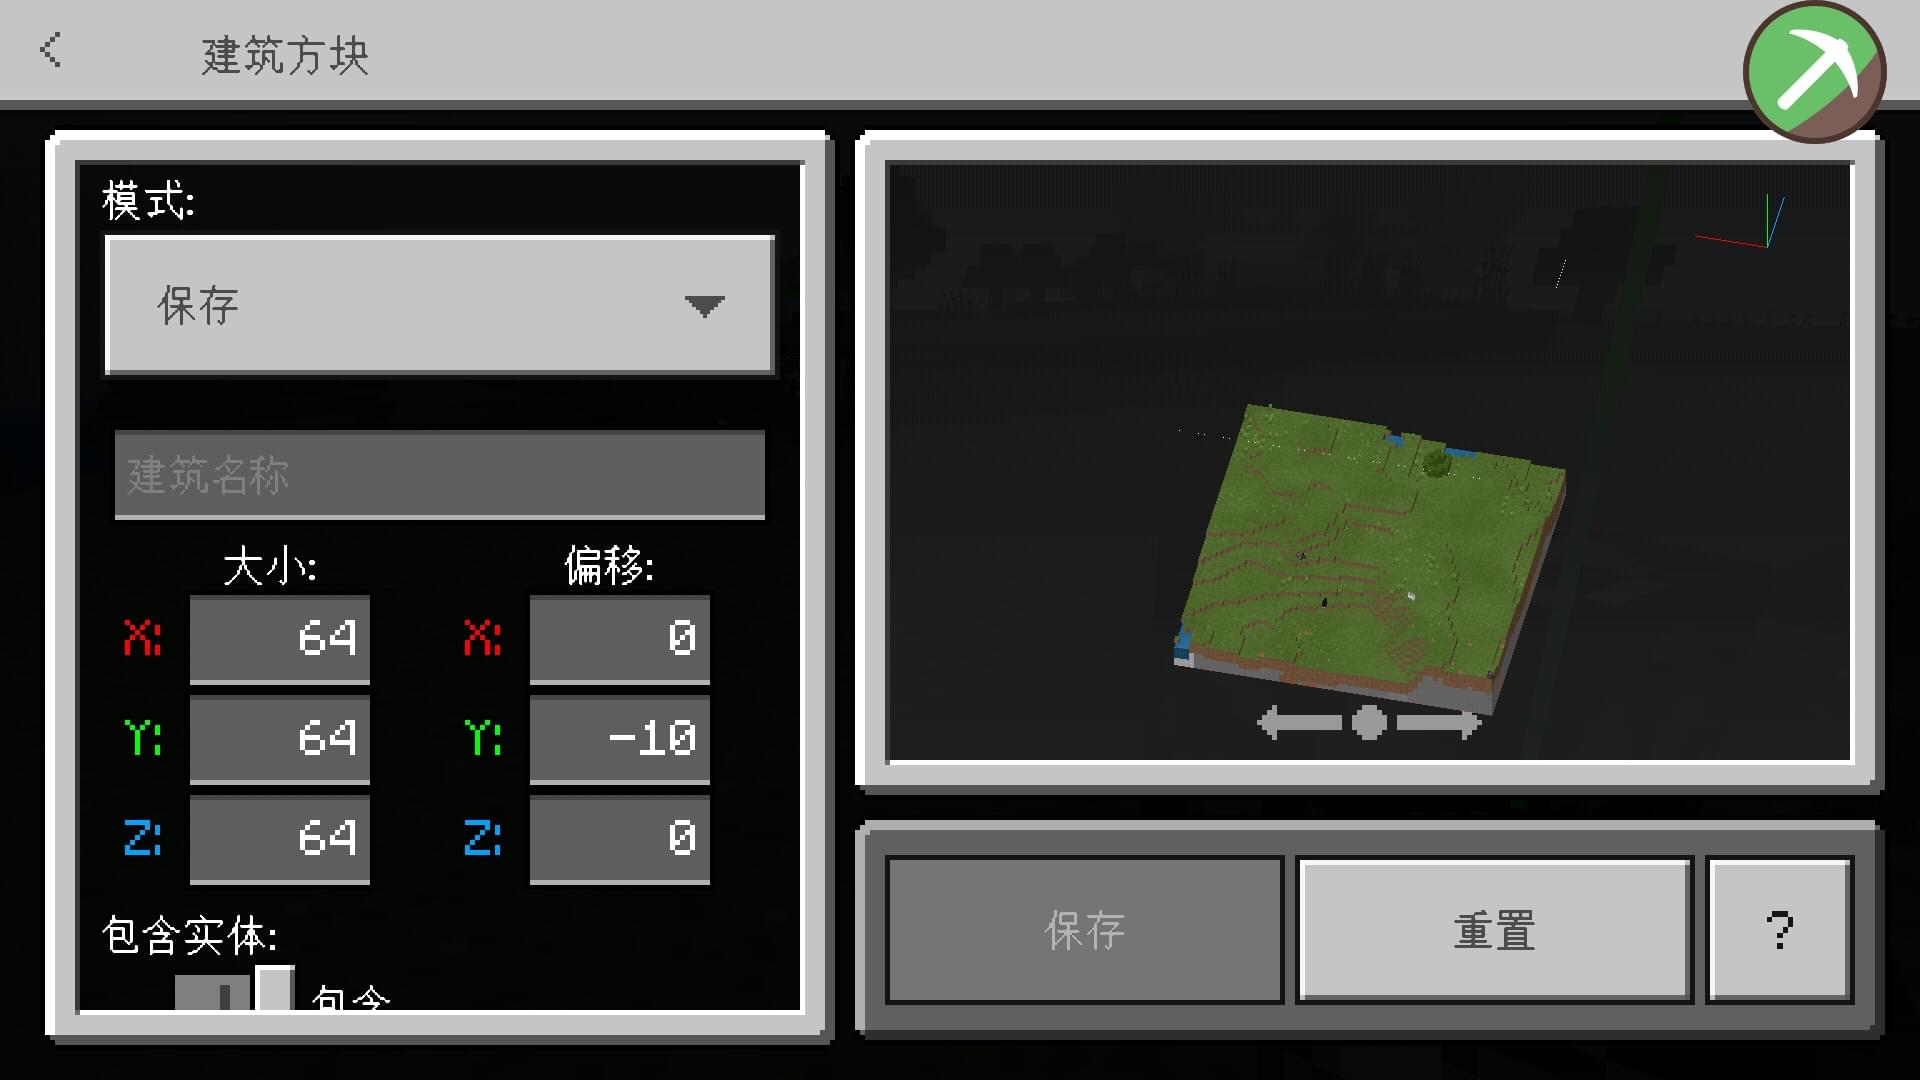 建筑方块
模式:
保存
建筑名称
大小: 偏移:
X: 64 X: 0
Y: 64 Y: -10
Z: 64 Z: 0
包含实体:
包含
保存 重置 ?